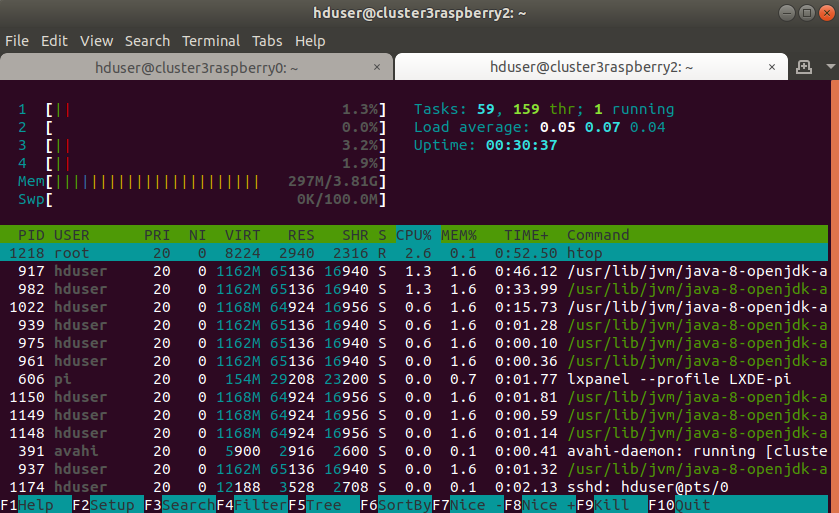 hduser@cluster3raspberry2: ~
File Edit View Search Terminal Tabs Help
hduser@cluster3raspberry0: ~ × hduser@cluster3raspberry2: ~ ×
1 [|| 1.3%] Tasks: 59, 159 thr; 1 running
2 [ 0.0%] Load average: 0.05 0.07 0.04
3 [|| 3.2%] Uptime: 00:30:37
4 [|| 1.9%]
Mem[||||||||||||||||||||||| 297M/3.81G]
Swp[ 0K/100.0M]
PID USER PRI NI VIRT RES SHR S CPU% MEM% TIME+ Command
1218 root 20 0 8224 2940 2316 R 2.6 0.1 0:52.50 htop
917 hduser 20 0 1162M 65136 16940 S 1.3 1.6 0:46.12 /usr/lib/jvm/java-8-openjdk-a
982 hduser 20 0 1162M 65136 16940 S 1.3 1.6 0:33.99 /usr/lib/jvm/java-8-openjdk-a
1022 hduser 20 0 1168M 64924 16956 S 0.6 1.6 0:15.73 /usr/lib/jvm/java-8-openjdk-a
939 hduser 20 0 1162M 65136 16940 S 0.6 1.6 0:01.28 /usr/lib/jvm/java-8-openjdk-a
975 hduser 20 0 1162M 65136 16940 S 0.6 1.6 0:00.10 /usr/lib/jvm/java-8-openjdk-a
961 hduser 20 0 1162M 65136 16940 S 0.0 1.6 0:00.36 /usr/lib/jvm/java-8-openjdk-a
606 pi 20 0 154M 29208 23200 S 0.0 0.7 0:01.77 lxpanel --profile LXDE-pi
1150 hduser 20 0 1168M 64924 16956 S 0.0 1.6 0:01.81 /usr/lib/jvm/java-8-openjdk-a
1149 hduser 20 0 1168M 64924 16956 S 0.0 1.6 0:00.59 /usr/lib/jvm/java-8-openjdk-a
1148 hduser 20 0 1168M 64924 16956 S 0.0 1.6 0:01.14 /usr/lib/jvm/java-8-openjdk-a
391 avahi 20 0 5900 2916 2600 S 0.0 0.1 0:00.41 avahi-daemon: running [cluste
937 hduser 20 0 1162M 65136 16940 S 0.0 1.6 0:01.32 /usr/lib/jvm/java-8-openjdk-a
1174 hduser 20 0 12188 3528 2708 S 0.0 0.1 0:02.13 sshd: hduser@pts/0
F1Help F2Setup F3SearchF4FilterF5Tree F6SortByF7Nice -F8Nice +F9Kill F10Quit